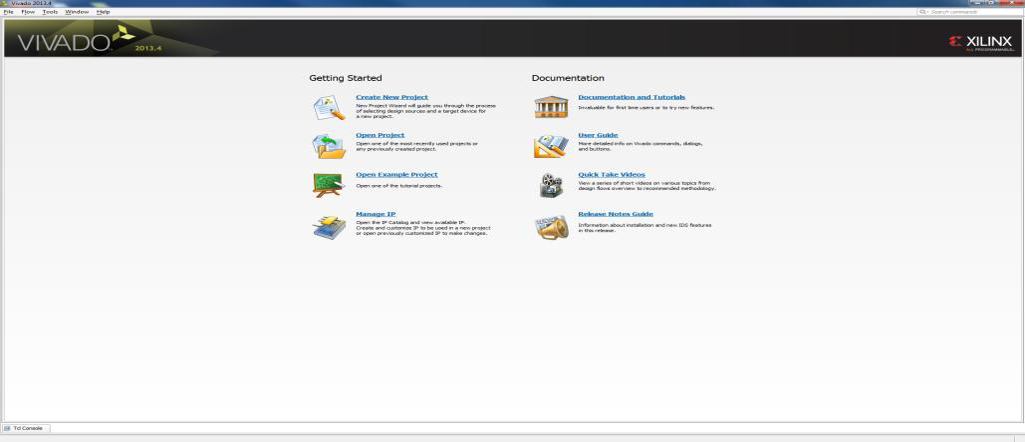 Vivado 2013.4
File Flow Tools Window Help
Search commands
VIVADO 2013.4
XILINX
ALL PROGRAMMABLE.
Getting Started
Create New Project
New Project Wizard will guide you through the process
of selecting design sources and a target device for
a new project.
Open Project
Open one of the most recently used projects or
any previously created project.
Open Example Project
Open one of the tutorial projects.
Manage IP
Open the IP Catalog and view available IP.
Create and customize IP to be used in a new project
or open previously customized IP to make changes.
Documentation
Documentation and Tutorials
Invaluable for first time users or to try new features.
User Guide
More detailed info on Vivado commands, dialogs,
and buttons.
Quick Take Videos
View a series of short videos on various topics from
design flows overview to recommended methodology.
Release Notes Guide
Information about installation and new IDS features
in this release.
Tcl Console